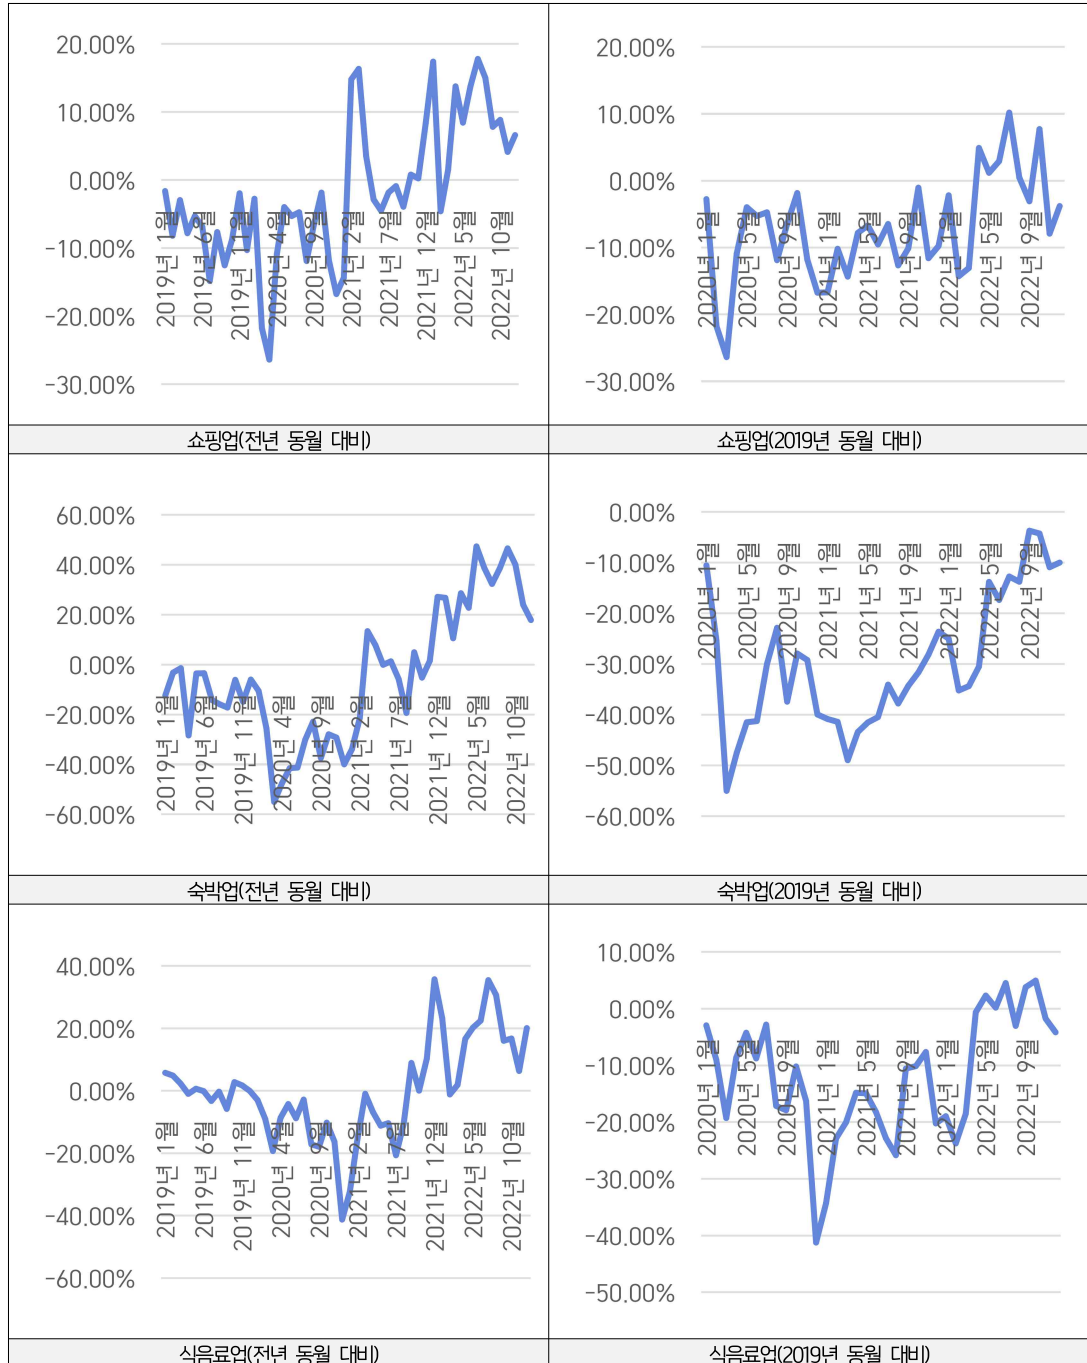 20.00%
10.00%
0.00%
-10.00%
-20.00%
-30.00%
2019년 1월
2019년 6월
2019년 11월
2020년 4월
2020년 9월
2021년 2월
2021년 7월
2021년 12월
2022년 5월
2022년 10월
쇼핑업(전년 동월 대비)
20.00%
10.00%
0.00%
-10.00%
-20.00%
-30.00%
2020년 1월
2020년 5월
2020년 9월
2021년 1월
2021년 5월
2021년 9월
2022년 1월
2022년 5월
2022년 9월
쇼핑업(2019년 동월 대비)
60.00%
40.00%
20.00%
0.00%
-20.00%
-40.00%
-60.00%
2019년 1월
2019년 6월
2019년 11월
2020년 4월
2020년 9월
2021년 2월
2021년 7월
2021년 12월
2022년 5월
2022년 10월
숙박업(전년 동월 대비)
0.00%
-10.00%
-20.00%
-30.00%
-40.00%
-50.00%
-60.00%
2020년 1월
2020년 5월
2020년 9월
2021년 1월
2021년 5월
2021년 9월
2022년 1월
2022년 5월
2022년 9월
숙박업(2019년 동월 대비)
40.00%
20.00%
0.00%
-20.00%
-40.00%
-60.00%
2019년 1월
2019년 6월
2019년 11월
2020년 4월
2020년 9월
2021년 2월
2021년 7월
2021년 12월
2022년 5월
2022년 10월
식음료업(전년 동월 대비)
10.00%
0.00%
-10.00%
-20.00%
-30.00%
-40.00%
-50.00%
2020년 1월
2020년 5월
2020년 9월
2021년 1월
2021년 5월
2021년 9월
2022년 1월
2022년 5월
2022년 9월
식음료업(2019년 동월 대비)